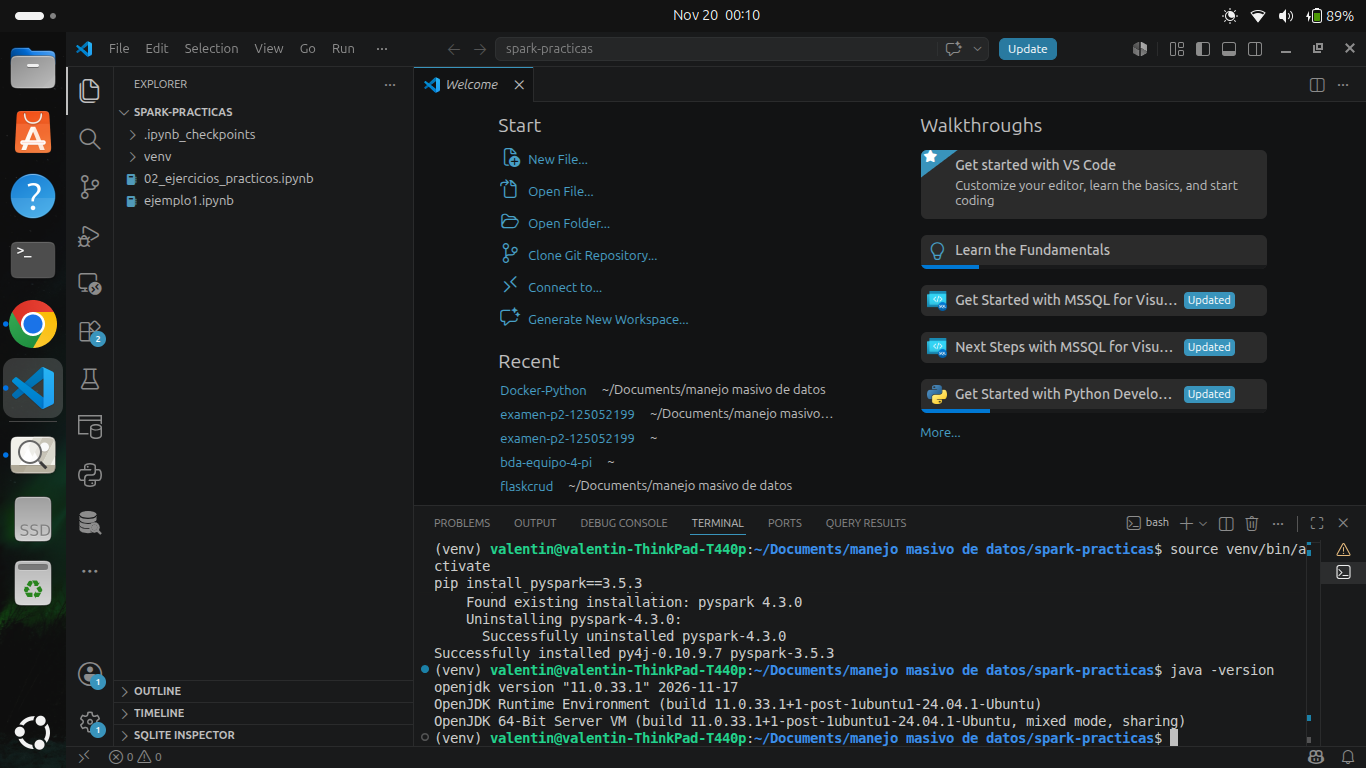 Nov 20 00:10
89%
File Edit Selection View Go Run ···
spark-practicas
Update
EXPLORER
SPARK-PRACTICAS
.ipynb_checkpoints
venv
02_ejercicios_practicos.ipynb
ejemplo1.ipynb
OUTLINE
TIMELINE
SQLITE INSPECTOR
2
1
1
SSD
Welcome
Start
New File...
Open File...
Open Folder...
Clone Git Repository...
Connect to...
Generate New Workspace...
Recent
Docker-Python ~/Documents/manejo masivo de datos
examen-p2-125052199 ~/Documents/manejo masivo…
examen-p2-125052199 ~
bda-equipo-4-pi ~
flaskcrud ~/Documents/manejo masivo de datos
Walkthroughs
Get started with VS Code
Customize your editor, learn the basics, and start
coding
Learn the Fundamentals
Get Started with MSSQL for Visu... Updated
Next Steps with MSSQL for Visu... Updated
Get Started with Python Develo... Updated
More...
PROBLEMS OUTPUT DEBUG CONSOLE TERMINAL PORTS QUERY RESULTS
bash
(venv) valentin@valentin-ThinkPad-T440p:~/Documents/manejo masivo de datos/spark-practicas$ source venv/bin/a
ctivate
pip install pyspark==3.5.3
Found existing installation: pyspark 4.3.0
Uninstalling pyspark-4.3.0:
Successfully uninstalled pyspark-4.3.0
Successfully installed py4j-0.10.9.7 pyspark-3.5.3
(venv) valentin@valentin-ThinkPad-T440p:~/Documents/manejo masivo de datos/spark-practicas$ java -version
openjdk version "11.0.33.1" 2026-11-17
OpenJDK Runtime Environment (build 11.0.33.1+1-post-1ubuntu1-24.04.1-Ubuntu)
OpenJDK 64-Bit Server VM (build 11.0.33.1+1-post-1ubuntu1-24.04.1-Ubuntu, mixed mode, sharing)
(venv) valentin@valentin-ThinkPad-T440p:~/Documents/manejo masivo de datos/spark-practicas$
0 0